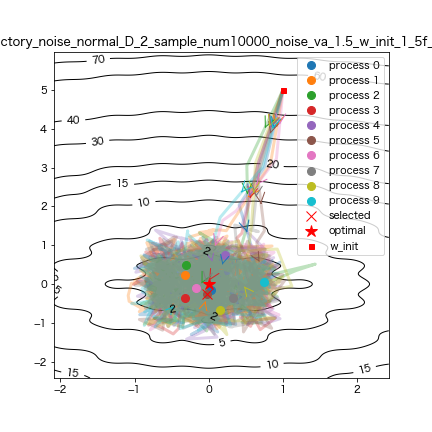 ctory_noise_normal_D_2_sample_num10000_noise_va_1.5_w_init_1_5f_
70
40
30
20
15
10
2
5
5
2
2
5
10
15
15
5
4
3
2
1
0
−1
−2
−2
−1
0
1
2
process 0
process 1
process 2
process 3
process 4
process 5
process 6
process 7
process 8
process 9
selected
optimal
w_init